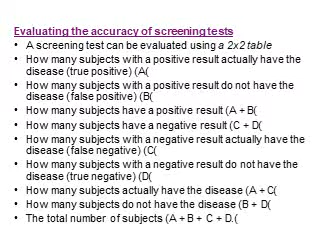 Evaluating the accuracy of screening tests
• A screening test can be evaluated using a 2x2 table
• How many subjects with a positive result actually have the
disease (true positive) (A(
• How many subjects with a positive result do not have the
disease (false positive) (B(
• How many subjects have a positive result (A + B(
• How many subjects have a negative result (C + D(
• How many subjects with a negative result actually have the
disease (false negative) (C(
• How many subjects with a negative result do not have the
disease (true negative) (D(
• How many subjects actually have the disease (A + C(
• How many subjects do not have the disease (B + D(
• The total number of subjects (A + B + C + D.(